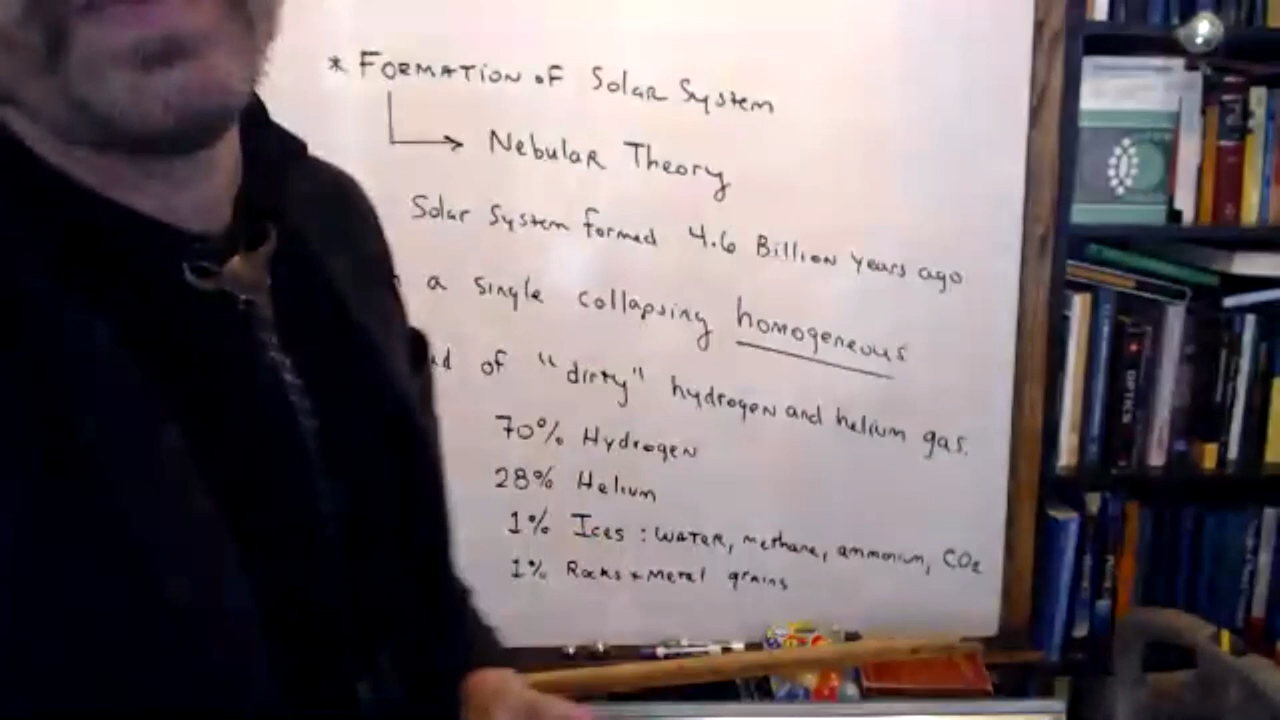 * FORMATION OF SOLAR System
Nebular Theory
Solar System formed 4.6 Billion years ago
a single collapsing homogeneous
of "dirty" hydrogen and helium gas.
70% Hydrogen
28% Helium
1% Ices : WATER, methane, ammonium, CO2
1% Rocks + Metal grains
OPTICS